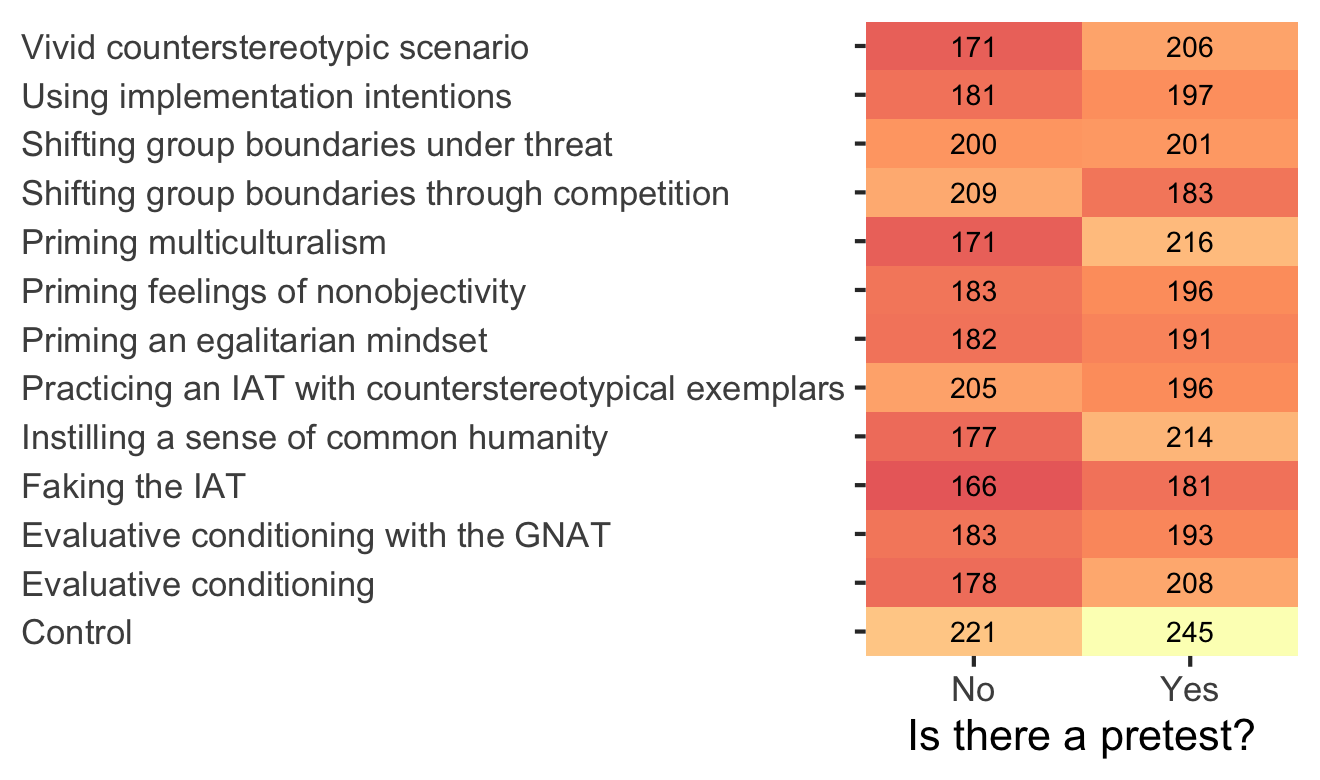 Vivid counterstereotypic scenario 171 206
Using implementation intentions 181 197
Shifting group boundaries under threat 200 201
Shifting group boundaries through competition 209 183
Priming multiculturalism 171 216
Priming feelings of nonobjectivity 183 196
Priming an egalitarian mindset 182 191
Practicing an IAT with counterstereotypical exemplars 205 196
Instilling a sense of common humanity 177 214
Faking the IAT 166 181
Evaluative conditioning with the GNAT 183 193
Evaluative conditioning 178 208
Control 221 245
No Yes
Is there a pretest?